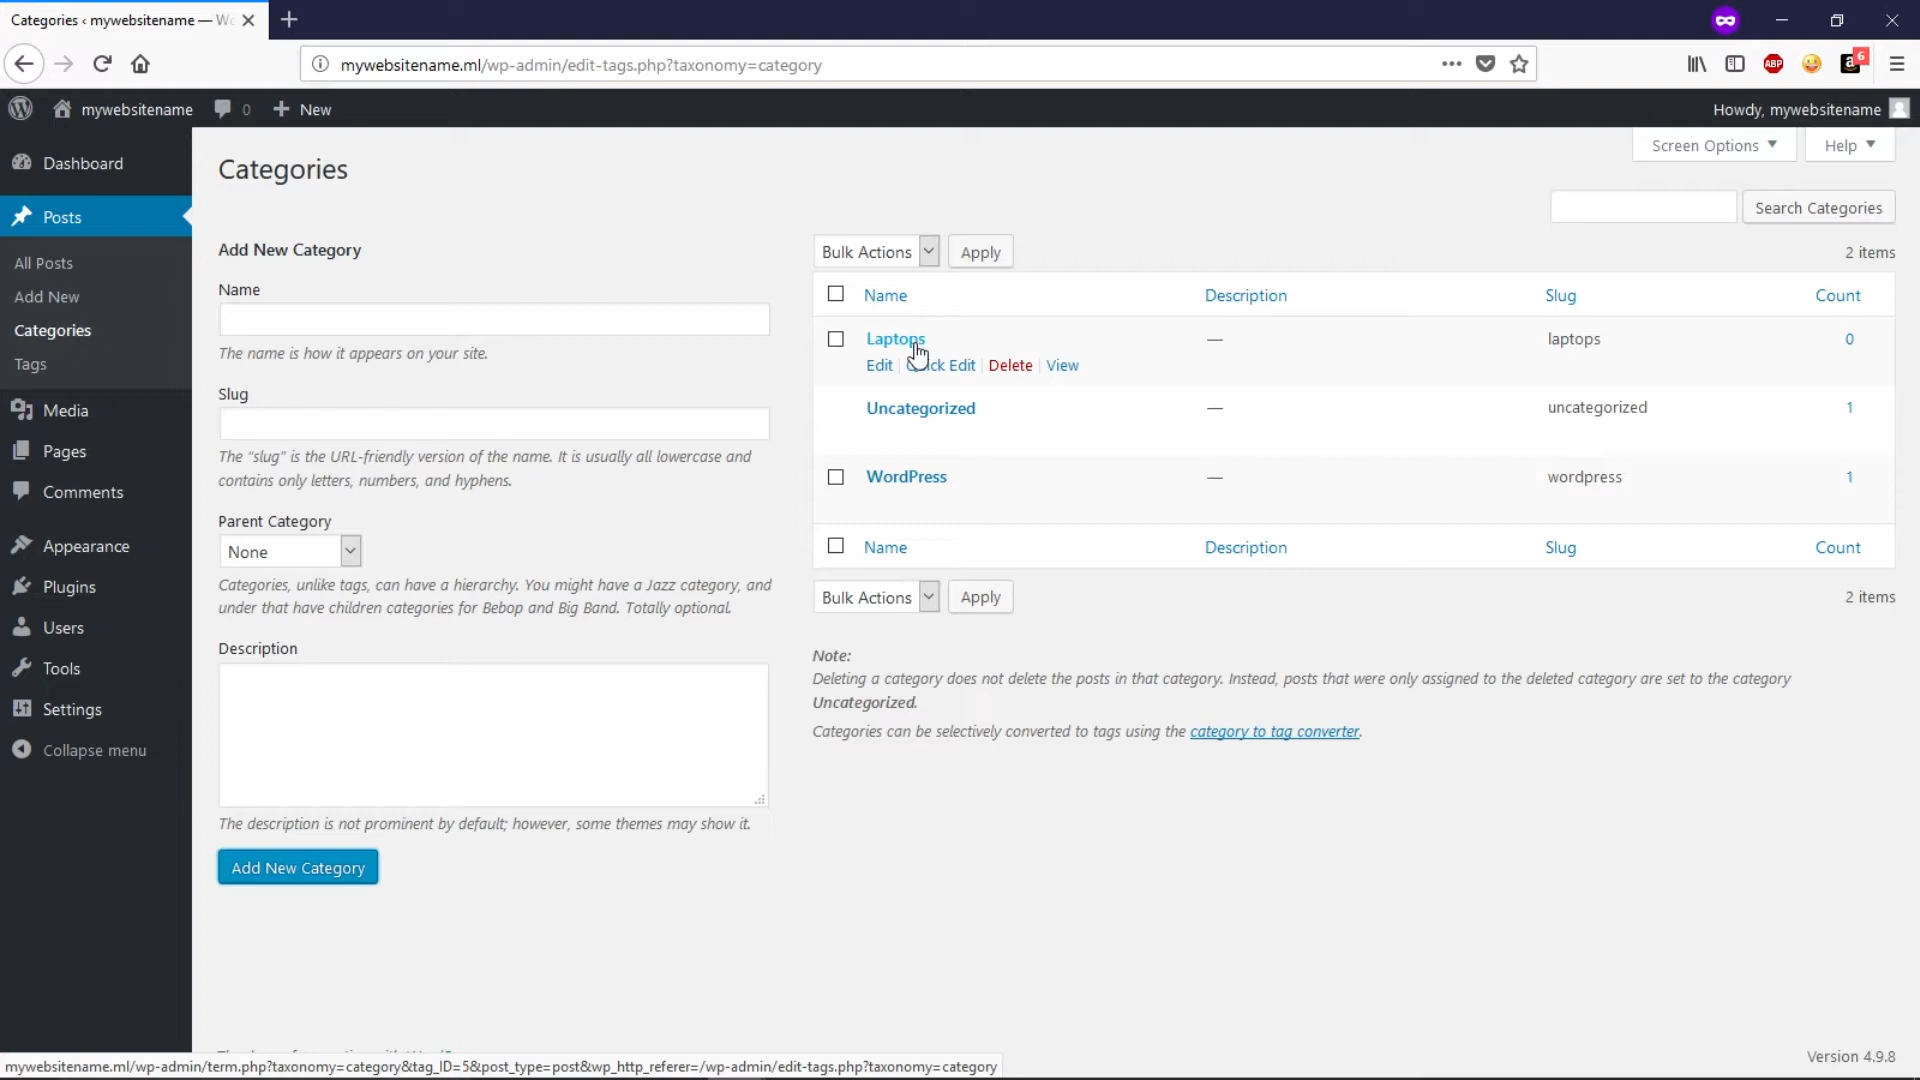 Categories ‹ mywebsitename — Wo
mywebsitename.ml/wp-admin/edit-tags.php?taxonomy=category
ABP
6
mywebsitename
0
New
Howdy, mywebsitename
Dashboard
Posts
All Posts
Add New
Categories
Tags
Media
Pages
Comments
Appearance
Plugins
Users
Tools
Settings
Collapse menu
Categories
Screen Options
Help
Search Categories
Add New Category
Name
The name is how it appears on your site.
Slug
The “slug” is the URL-friendly version of the name. It is usually all lowercase and
contains only letters, numbers, and hyphens.
Parent Category
None
Categories, unlike tags, can have a hierarchy. You might have a Jazz category, and
under that have children categories for Bebop and Big Band. Totally optional.
Description
The description is not prominent by default; however, some themes may show it.
Add New Category
Bulk Actions Apply 2 items
Name Description Slug Count
Laptops — laptops 0
Edit | Quick Edit | Delete | View
Uncategorized — uncategorized 1
WordPress — wordpress 1
Name Description Slug Count
Bulk Actions Apply 2 items
Note:
Deleting a category does not delete the posts in that category. Instead, posts that were only assigned to the deleted category are set to the category
Uncategorized.
Categories can be selectively converted to tags using the category to tag converter.
Version 4.9.8
mywebsitename.ml/wp-admin/term.php?taxonomy=category&tag_ID=5&post_type=post&wp_http_referer=/wp-admin/edit-tags.php?taxonomy=category